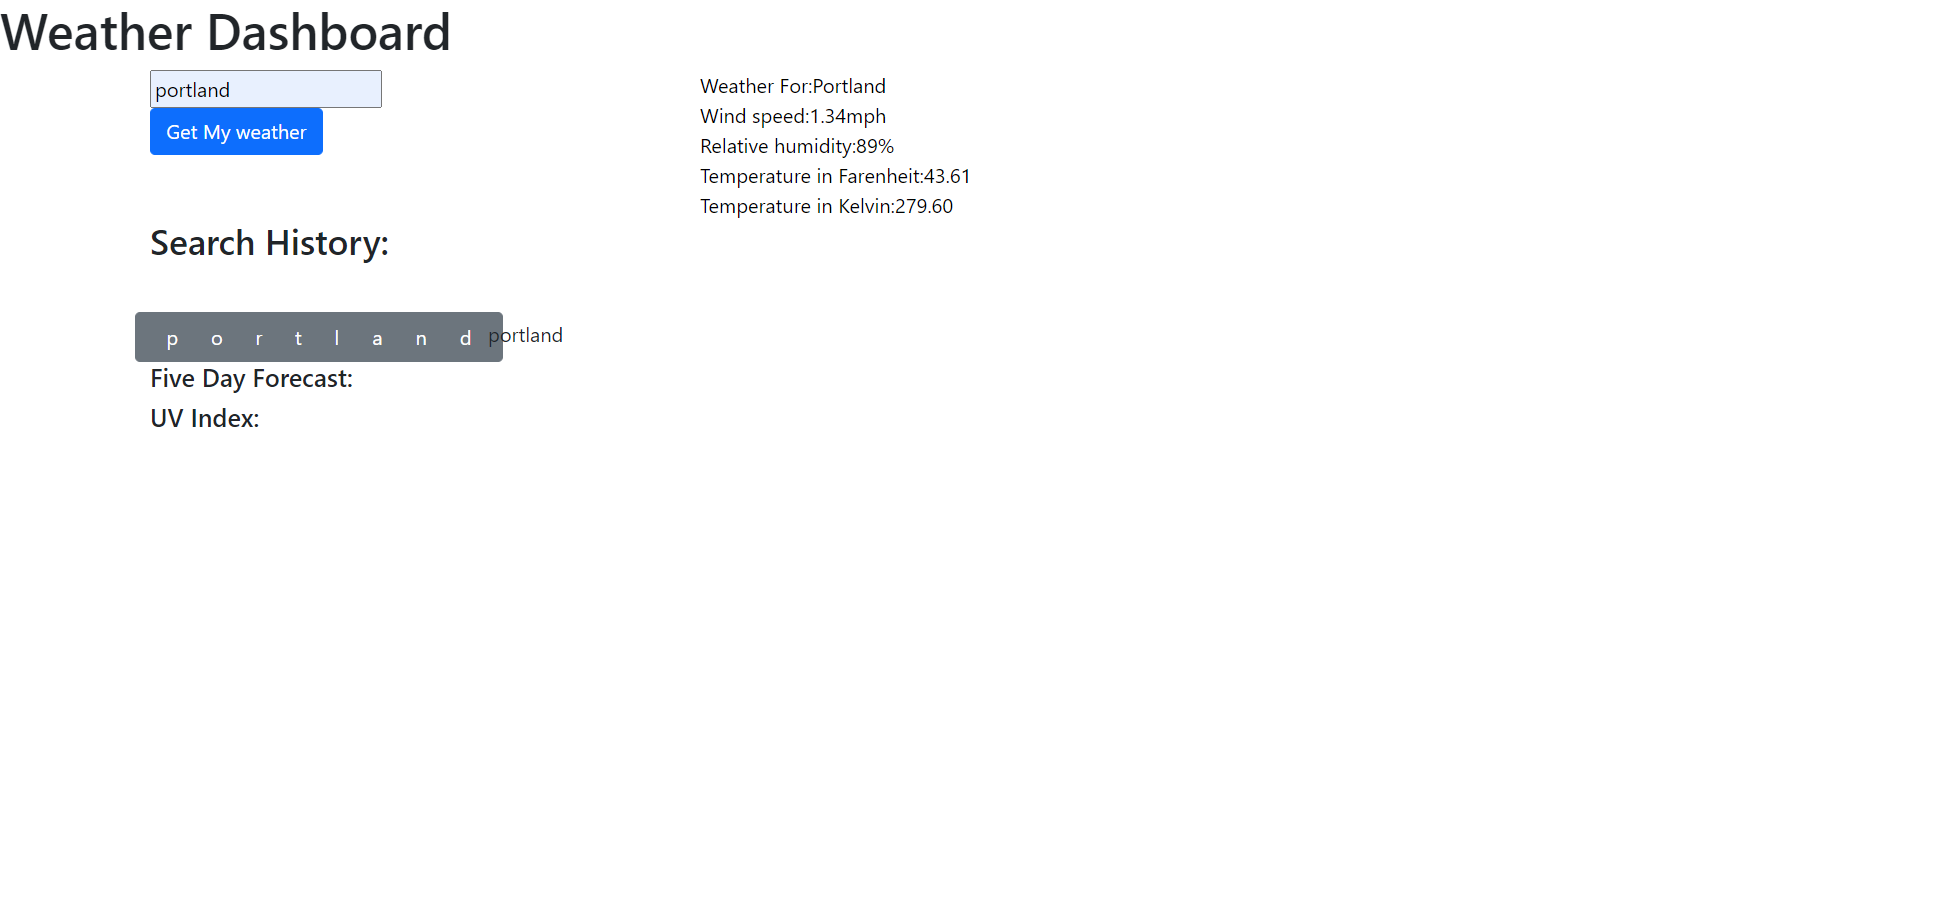 Weather Dashboard
portland
Get My weather
Weather For:Portland
Wind speed:1.34mph
Relative humidity:89%
Temperature in Farenheit:43.61
Temperature in Kelvin:279.60
Search History:
p o r t l a n d portland
Five Day Forecast:
UV Index: